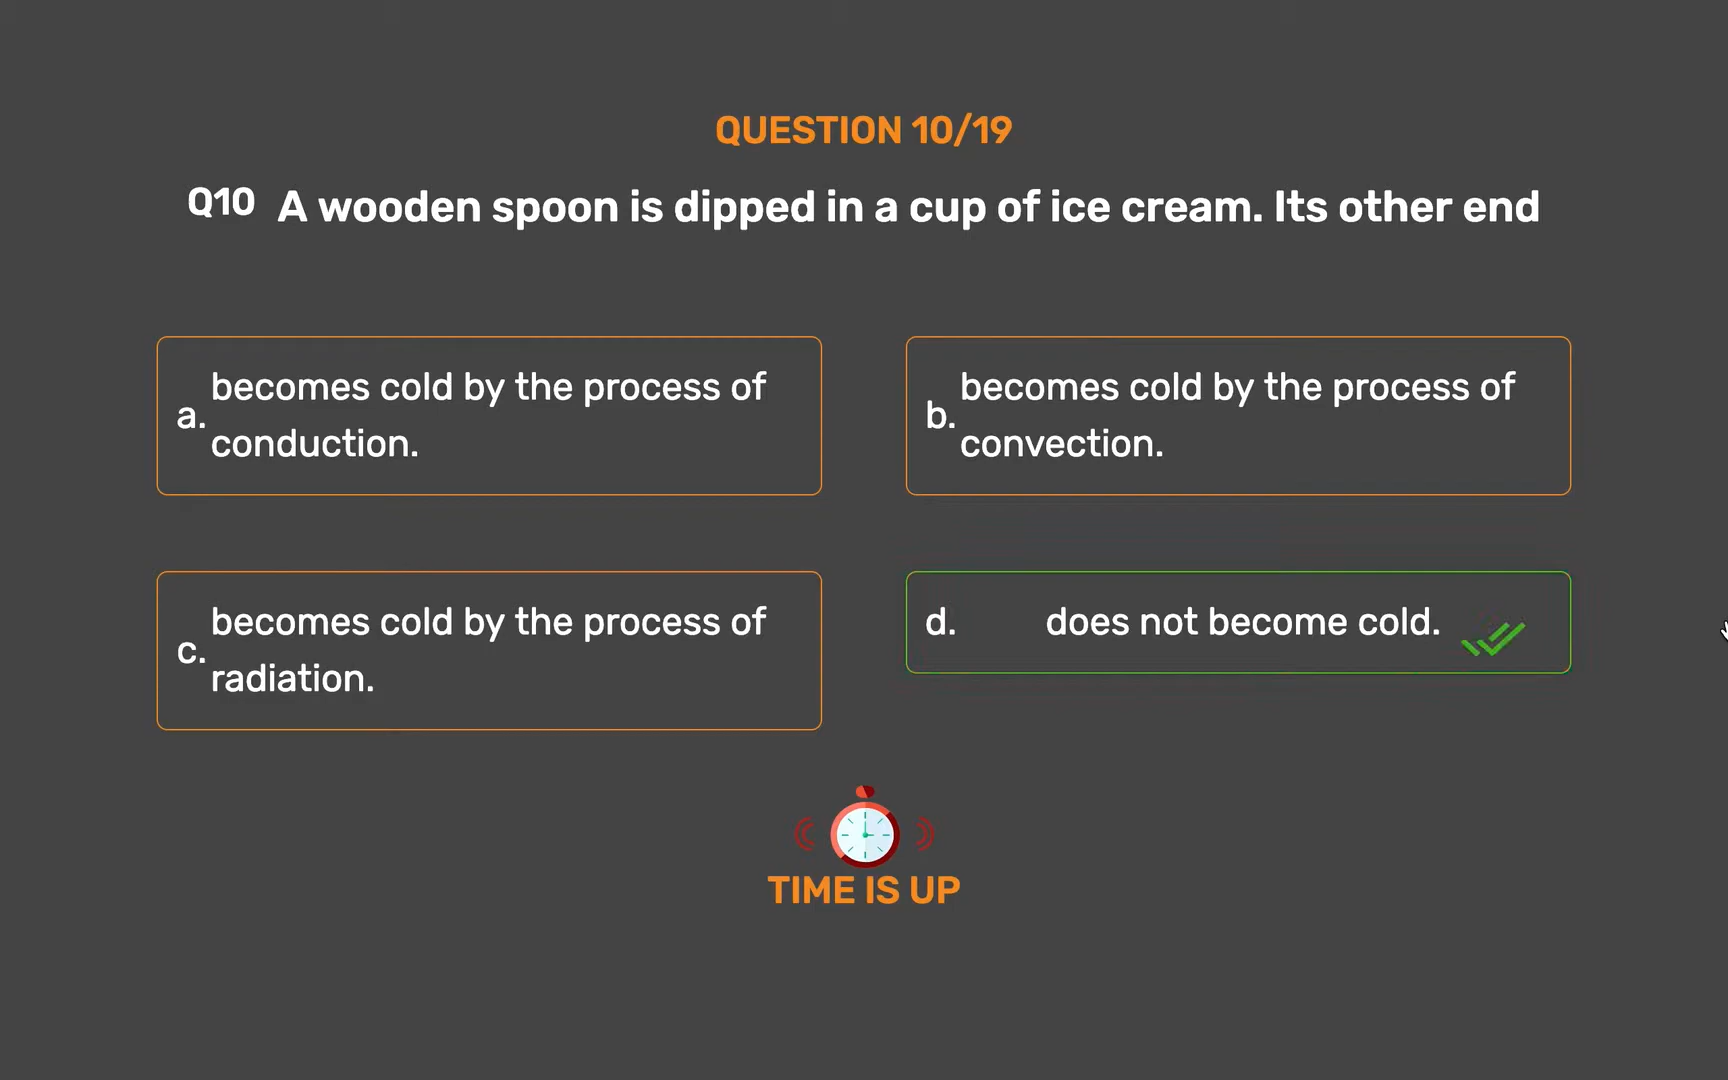 QUESTION 10/19
Q10 A wooden spoon is dipped in a cup of ice cream. Its other end
a. becomes cold by the process of
conduction.
b. becomes cold by the process of
convection.
c. becomes cold by the process of
radiation.
d. does not become cold.
TIME IS UP